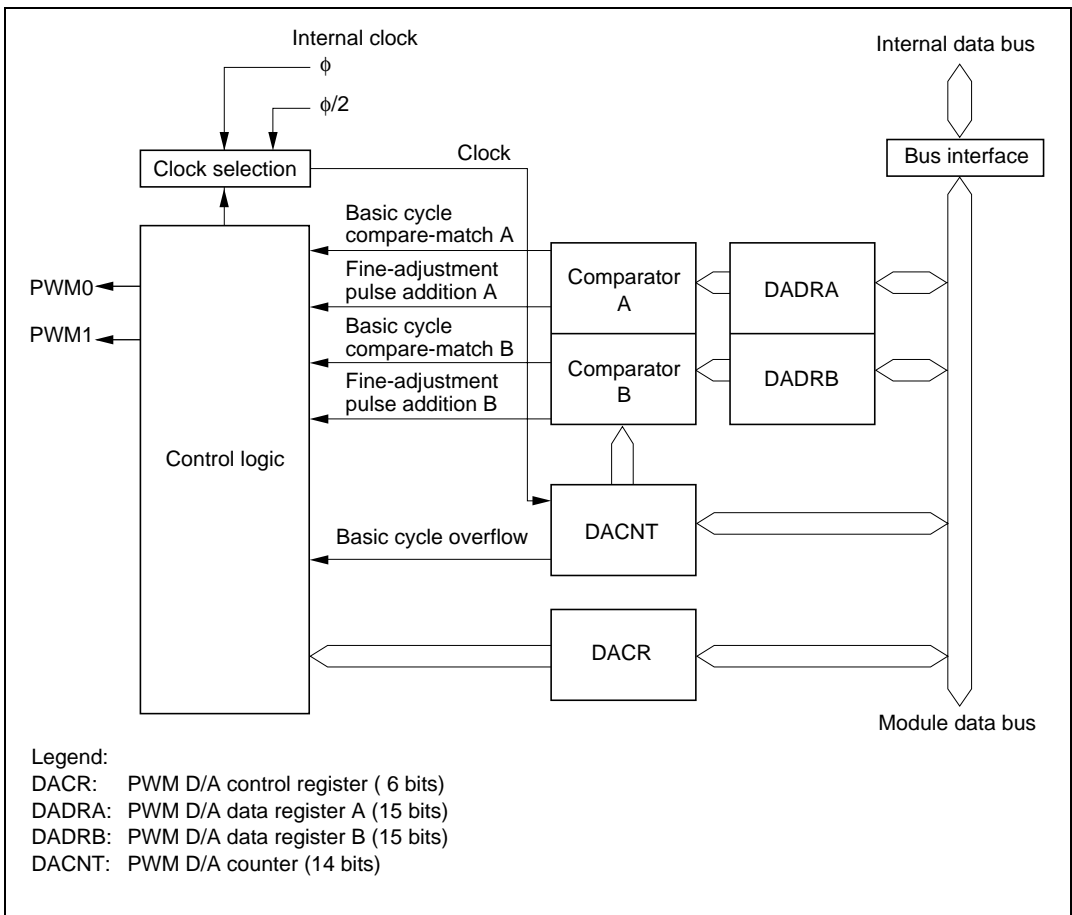 Internal clock
ϕ
ϕ/2
Internal data bus
Clock selection
Clock
Bus interface
Basic cycle
compare-match A
Fine-adjustment
pulse addition A
Basic cycle
compare-match B
Fine-adjustment
pulse addition B
Comparator
A
DADRA
Comparator
B
DADRB
PWM0
PWM1
Control logic
Basic cycle overflow
DACNT
DACR
Module data bus
Legend:
DACR: PWM D/A control register ( 6 bits)
DADRA: PWM D/A data register A (15 bits)
DADRB: PWM D/A data register B (15 bits)
DACNT: PWM D/A counter (14 bits)